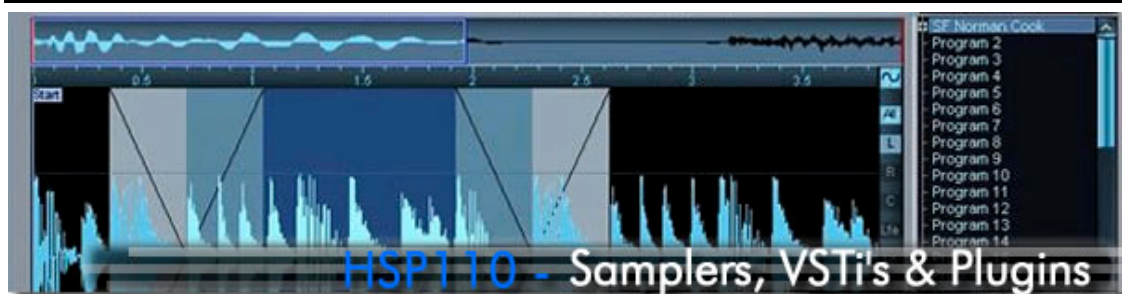 SF Norman Cook
Program 2
Program 3
Program 4
Program 5
Program 6
Program 7
Program 8
Program 9
Program 10
Program 11
Program 12
Program 13
Program 14
0.5 1 1.5 2 2.5 3 3.5
Start
All
L
R
C
Lfe
HSP110 - Samplers, VSTi's & Plugins